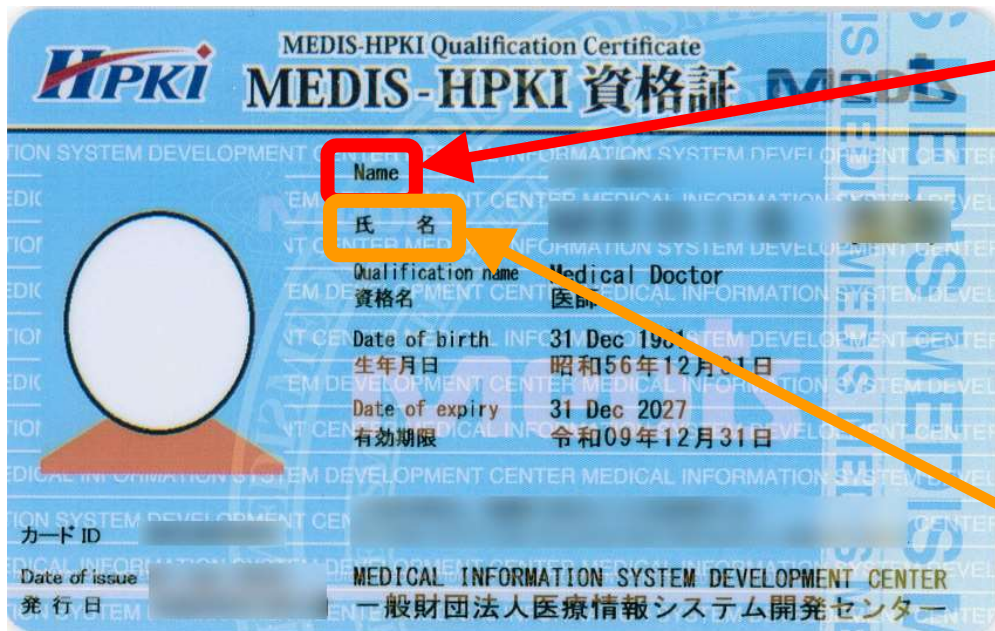 HPKI
MEDIS-HPKI Qualification Certificate
MEDIS-HPKI 資格証 MEDIS
Name
氏 名
Qualification name Medical Doctor
資格名 医師
Date of birth 31 Dec 1981
生年月日 昭和56年12月31日
Date of expiry 31 Dec 2027
有効期限 令和09年12月31日
カード ID
Date of issue
発行日
MEDICAL INFORMATION SYSTEM DEVELOPMENT CENTER
一般財団法人医療情報システム開発センター